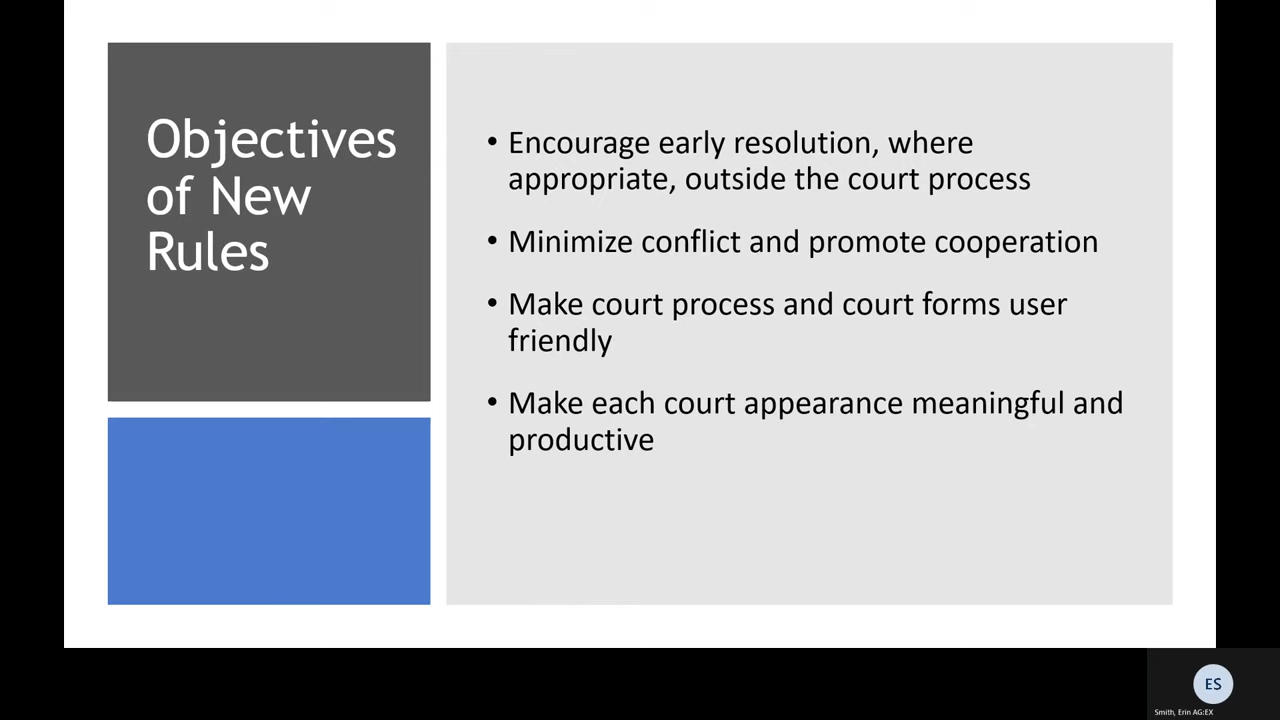 Objectives
of New
Rules
• Encourage early resolution, where
appropriate, outside the court process
• Minimize conflict and promote cooperation
• Make court process and court forms user
friendly
• Make each court appearance meaningful and
productive
ES
Smith, Erin AG:EX